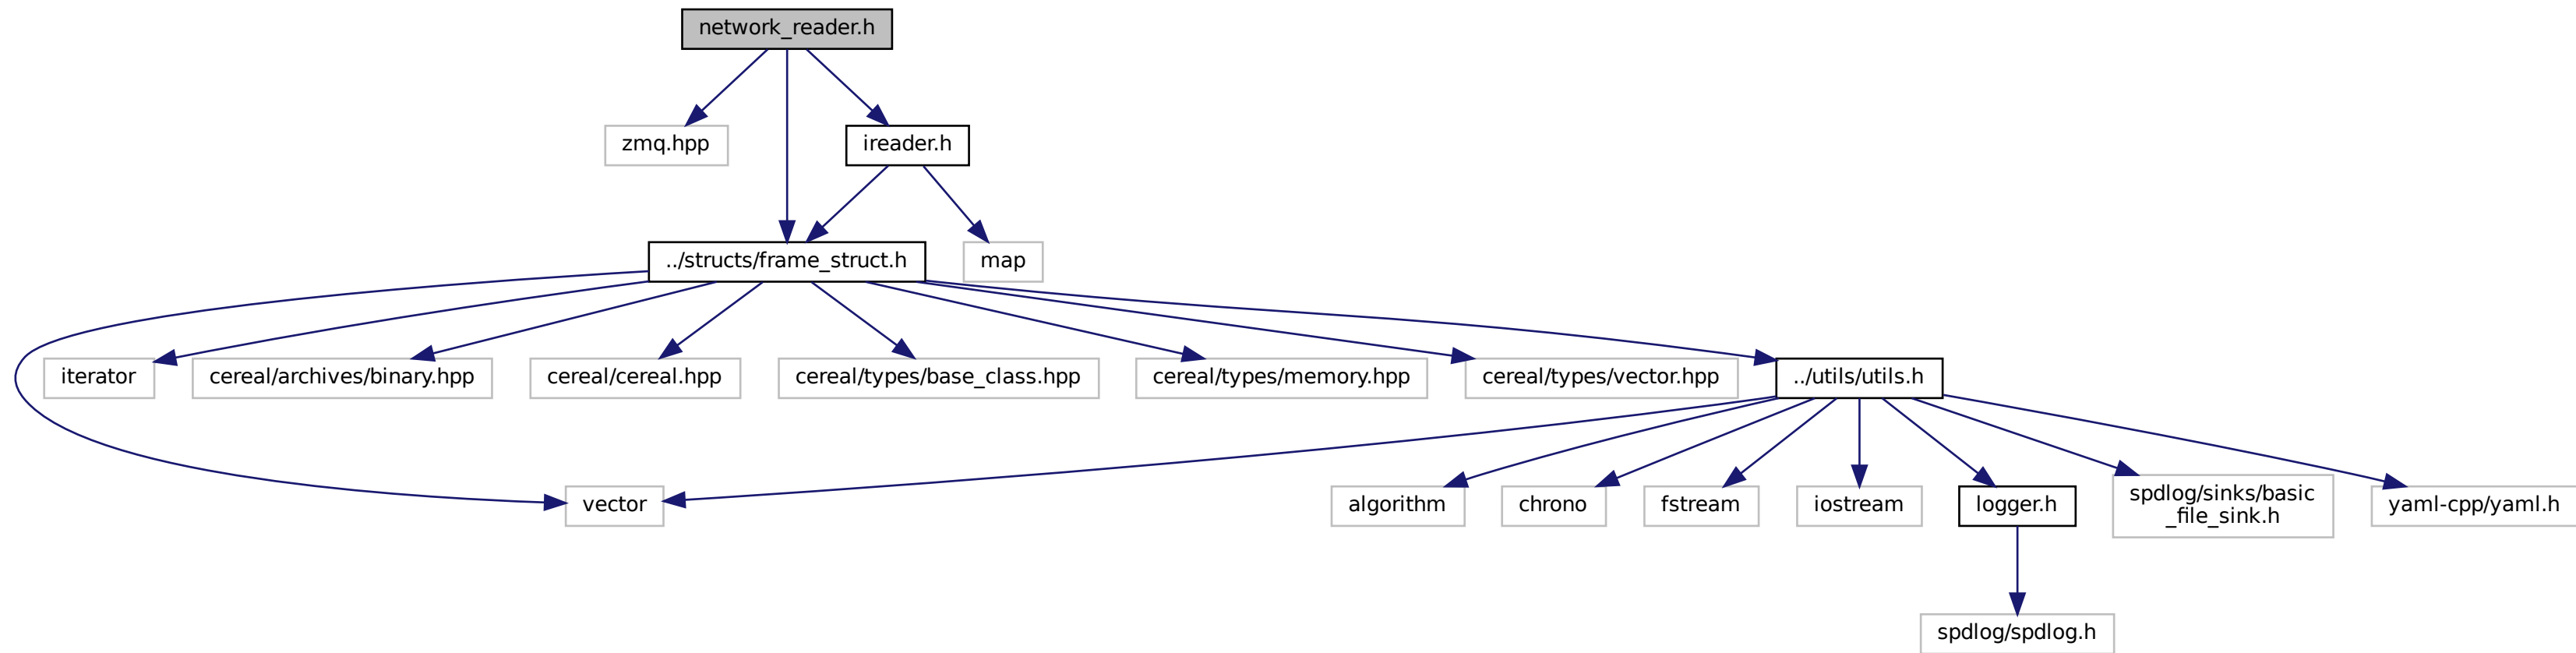 network_reader.h
zmq.hpp
ireader.h
../structs/frame_struct.h
map
iterator
cereal/archives/binary.hpp
cereal/cereal.hpp
cereal/types/base_class.hpp
cereal/types/memory.hpp
cereal/types/vector.hpp
../utils/utils.h
vector
algorithm
chrono
fstream
iostream
logger.h
spdlog/sinks/basic
_file_sink.h
yaml-cpp/yaml.h
spdlog/spdlog.h